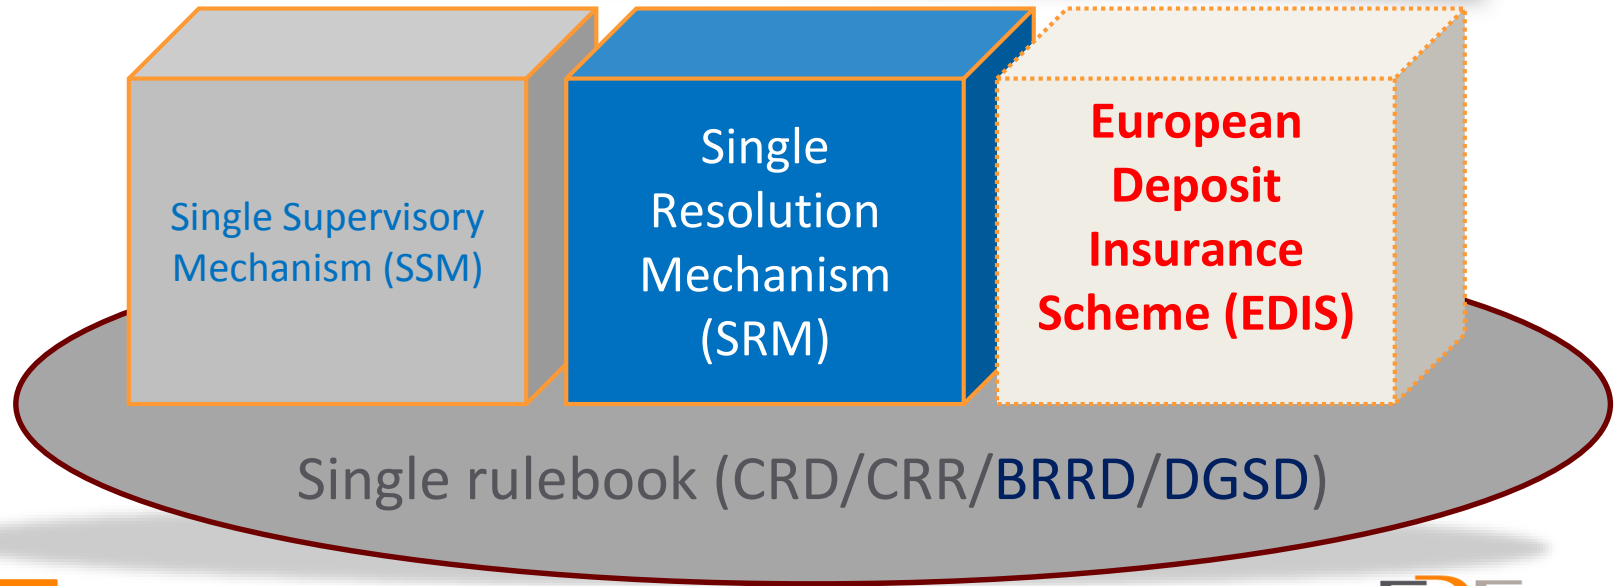 Single Supervisory
Mechanism (SSM)
Single
Resolution
Mechanism
(SRM)
European
Deposit
Insurance
Scheme (EDIS)
Single rulebook (CRD/CRR/BRRD/DGSD)